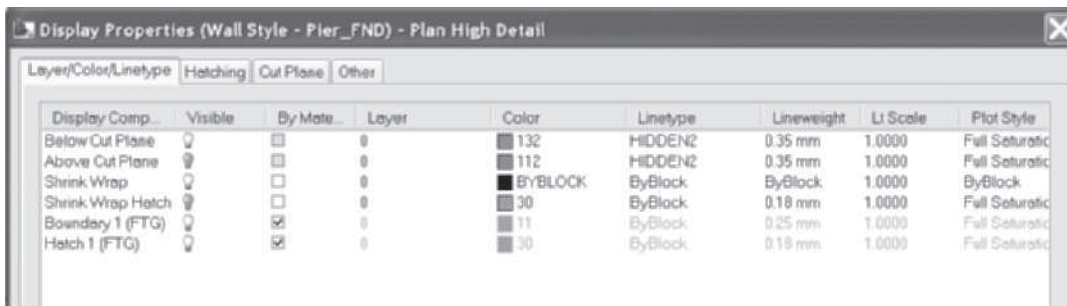 Display Properties (Wall Style - Pier_FND) - Plan High Detail
Layer/Color/Linetype Hatching Cut Plane Other
Display Comp... Visible By Mate... Layer Color Linetype Lineweight Lt Scale Plot Style
Below Cut Plane 0 132 HIDDEN2 0.35 mm 1.0000 Full Saturatic
Above Cut Plane 0 112 HIDDEN2 0.35 mm 1.0000 Full Saturatic
Shrink Wrap 0 BYBLOCK ByBlock ByBlock 1.0000 ByBlock
Shrink Wrap Hatch 0 30 ByBlock 0.18 mm 1.0000 Full Saturatic
Boundary 1 (FTG) 0 11 ByBlock 0.25 mm 1.0000 Full Saturatic
Hatch 1 (FTG) 0 30 ByBlock 0.18 mm 1.0000 Full Saturatic